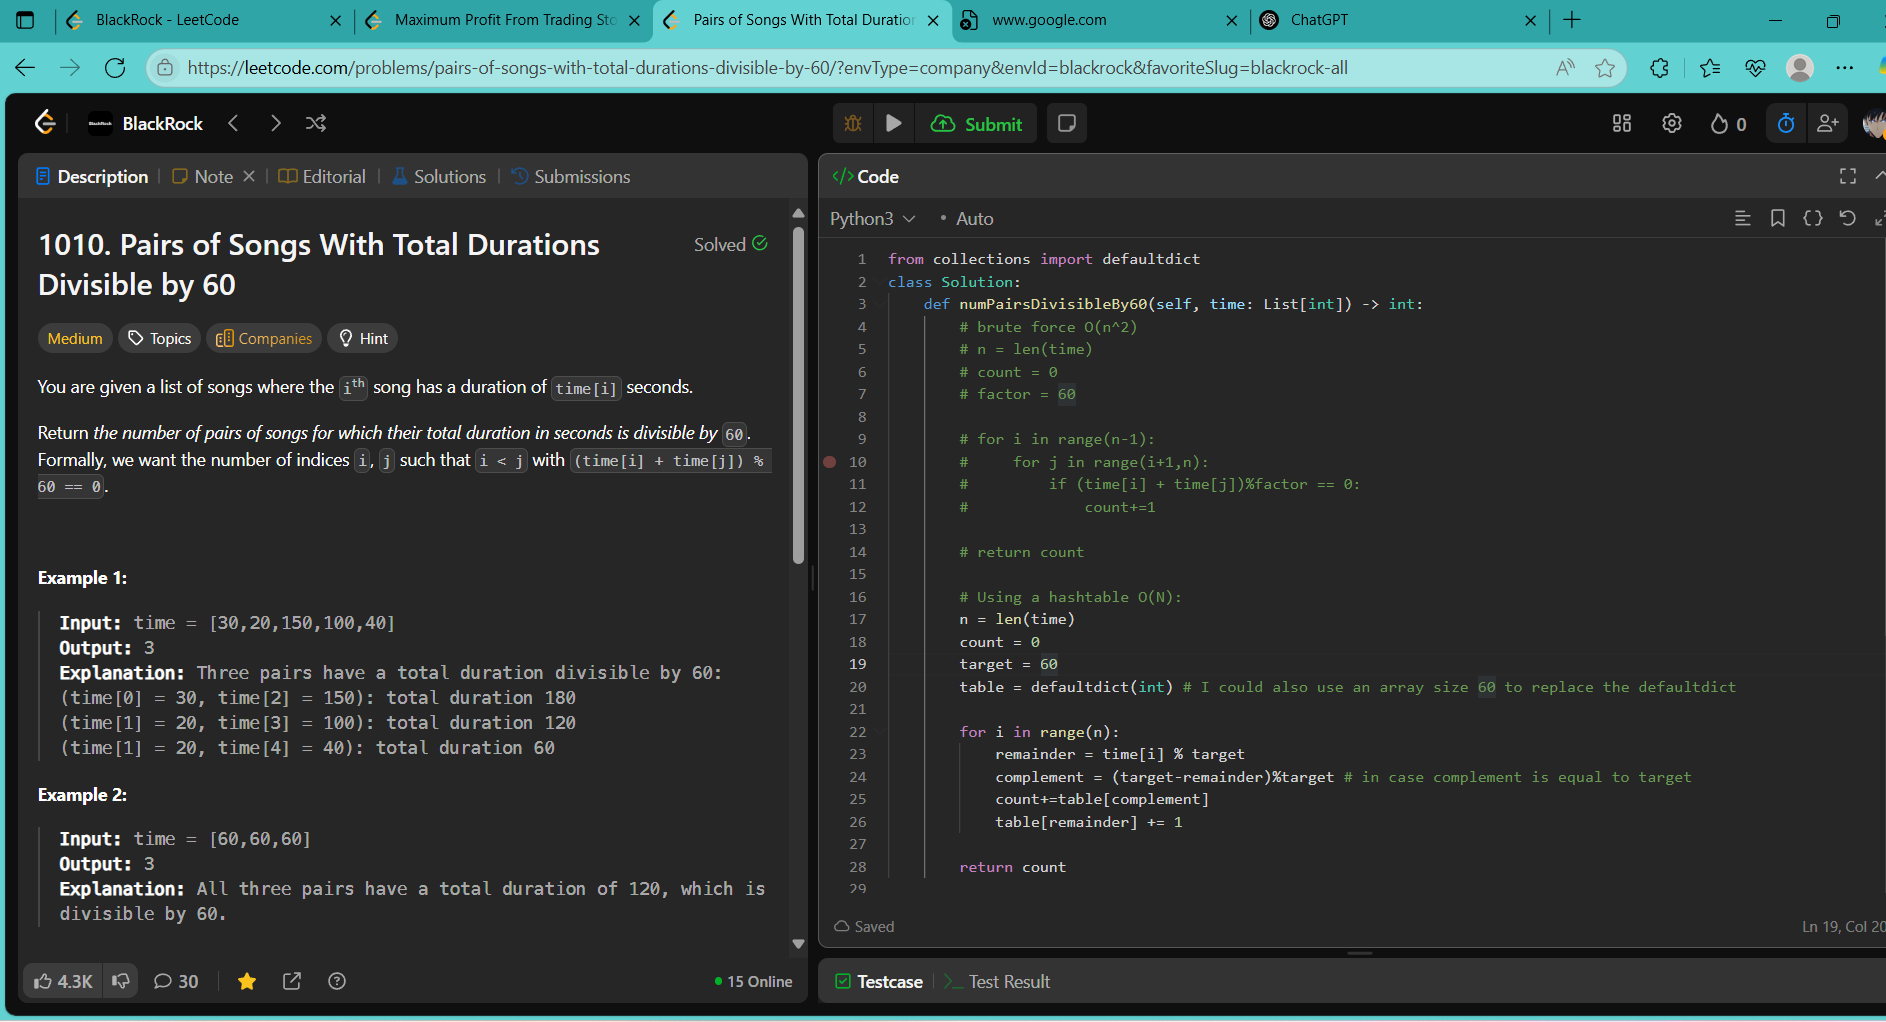 BlackRock - LeetCode
Maximum Profit From Trading Sto
Pairs of Songs With Total Duration
www.google.com
ChatGPT
https://leetcode.com/problems/pairs-of-songs-with-total-durations-divisible-by-60/?envType=company&envId=blackrock&favoriteSlug=blackrock-all
BlackRock
Submit
0
Description
Note
Editorial
Solutions
Submissions
1010. Pairs of Songs With Total Durations
Divisible by 60
Solved
Medium
Topics
Companies
Hint
You are given a list of songs where the ith song has a duration of time[i] seconds.
Return the number of pairs of songs for which their total duration in seconds is divisible by 60.
Formally, we want the number of indices i, j such that i < j with (time[i] + time[j]) %
60 == 0.
Example 1:
Input: time = [30,20,150,100,40]
Output: 3
Explanation: Three pairs have a total duration divisible by 60:
(time[0] = 30, time[2] = 150): total duration 180
(time[1] = 20, time[3] = 100): total duration 120
(time[1] = 20, time[4] = 40): total duration 60
Example 2:
Input: time = [60,60,60]
Output: 3
Explanation: All three pairs have a total duration of 120, which is
divisible by 60.
4.3K
30
15 Online
</> Code
Python3
Auto
1 from collections import defaultdict
2 class Solution:
3 def numPairsDivisibleBy60(self, time: List[int]) -> int:
4 # brute force O(n^2)
5 # n = len(time)
6 # count = 0
7 # factor = 60
8
9 # for i in range(n-1):
10 # for j in range(i+1,n):
11 # if (time[i] + time[j])%factor == 0:
12 # count+=1
13
14 # return count
15
16 # Using a hashtable O(N):
17 n = len(time)
18 count = 0
19 target = 60
20 table = defaultdict(int) # I could also use an array size 60 to replace the defaultdict
21
22 for i in range(n):
23 remainder = time[i] % target
24 complement = (target-remainder)%target # in case complement is equal to target
25 count+=table[complement]
26 table[remainder] += 1
27
28 return count
29
Saved
Ln 19, Col 20
Testcase
Test Result